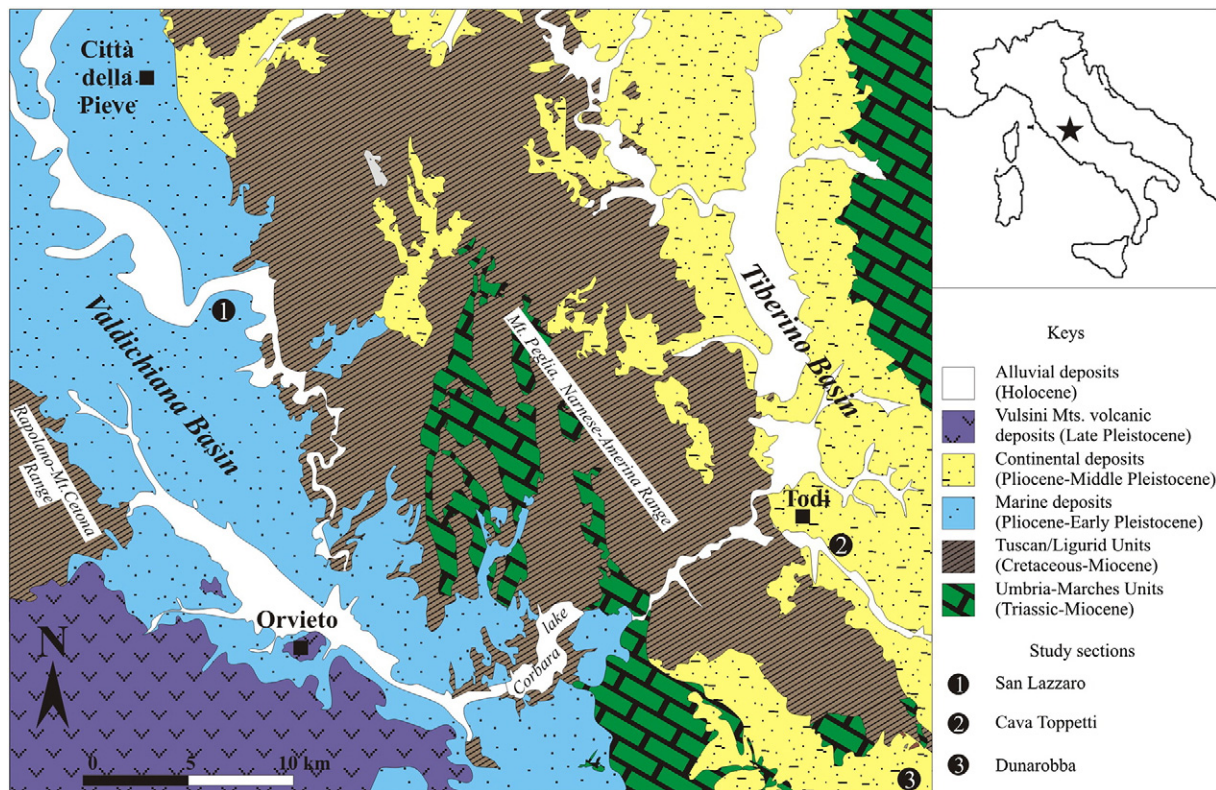 Città
della
Pieve
1
Valdichiana Basin
Rapolano-Mt.Cetona
Range
Mt. Peglia, Narnese-Amerina Range
Tiberino Basin
Todi
2
Orvieto
Corbara lake
N
0 5 10 km
3
Keys
Alluvial deposits
(Holocene)
Vulsini Mts. volcanic
deposits (Late Pleistocene)
Continental deposits
(Pliocene-Middle Pleistocene)
Marine deposits
(Pliocene-Early Pleistocene)
Tuscan/Ligurid Units
(Cretaceous-Miocene)
Umbria-Marches Units
(Triassic-Miocene)
Study sections
1 San Lazzaro
2 Cava Toppetti
3 Dunarobba